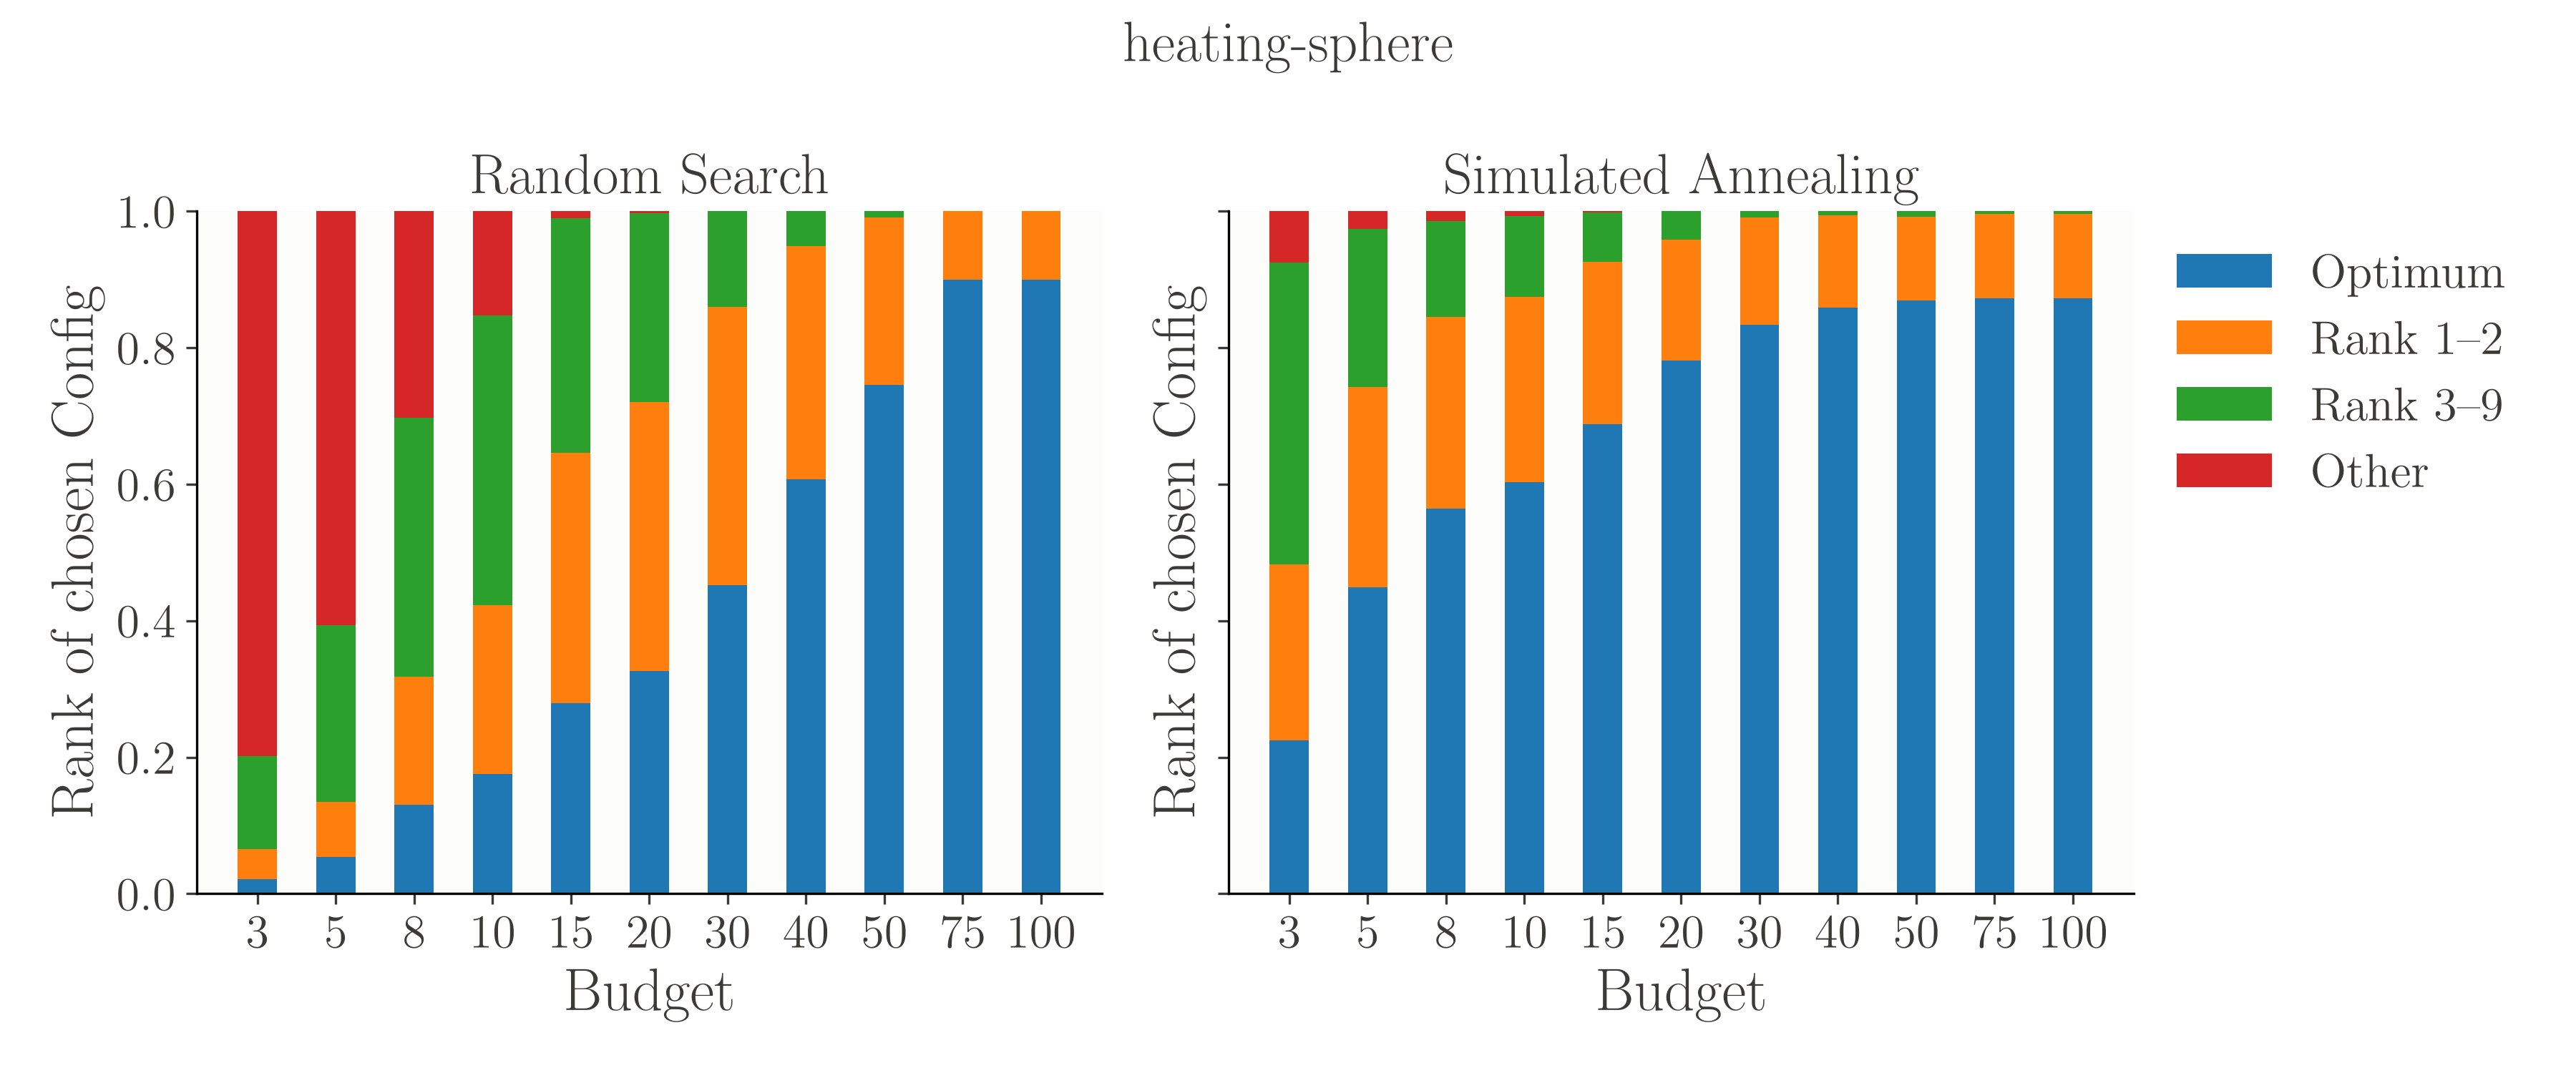 heating-sphere
Random Search
Simulated Annealing
Rank of chosen Config
1.0
0.8
0.6
0.4
0.2
0.0
3 5 8 10 15 20 30 40 50 75 100
Budget
Rank of chosen Config
3 5 8 10 15 20 30 40 50 75 100
Budget
Optimum
Rank 1–2
Rank 3–9
Other